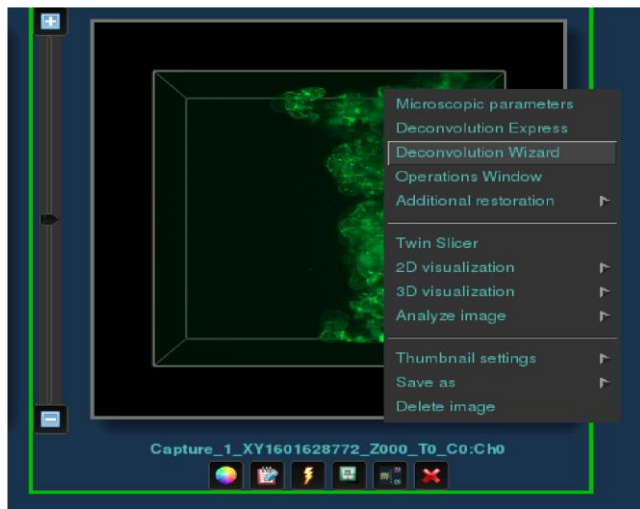 Microscopic parameters
Deconvolution Express
Deconvolution Wizard
Operations Window
Additional restoration
Twin Slicer
2D visualization
3D visualization
Analyze image
Thumbnail settings
Save as
Delete image
Capture_1_XY1601628772_Z000_T0_C0:Ch0